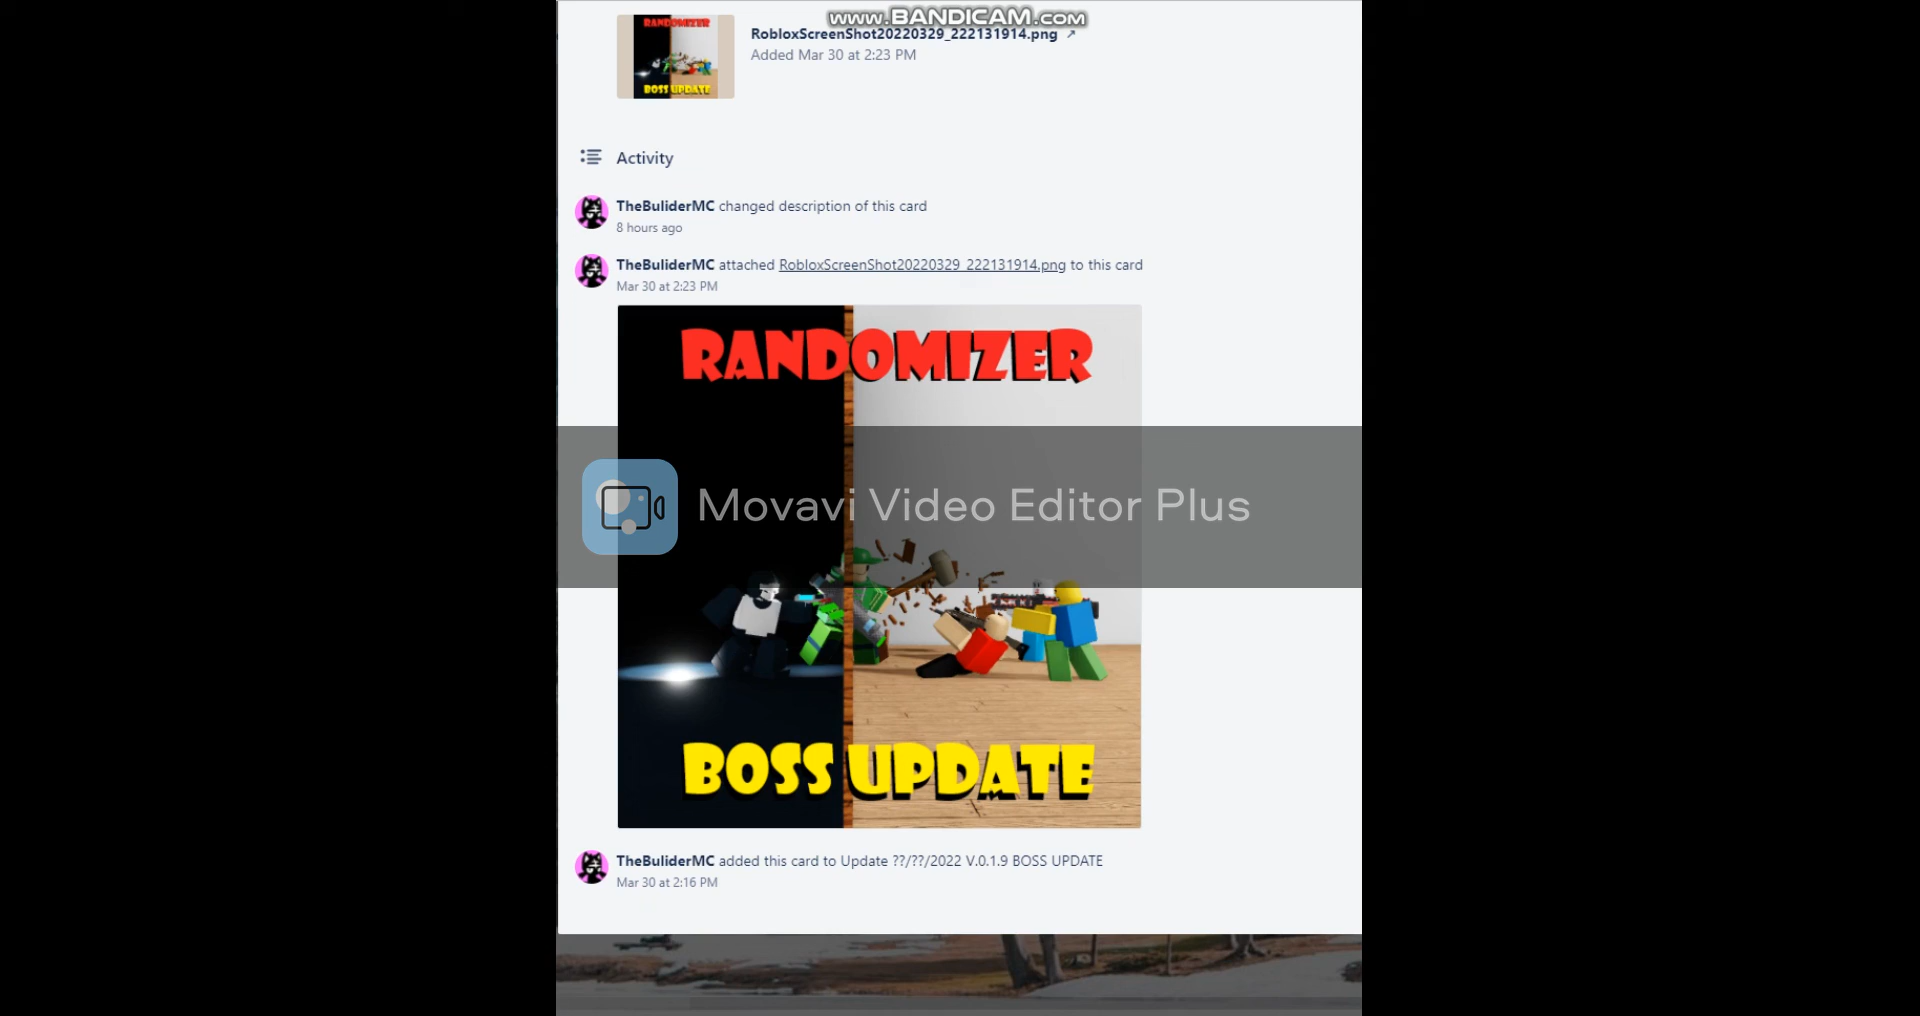 www.BANDICAM.com
RANDOMIZER
BOSS UPDATE
RobloxScreenShot20220329_222131914.png
Added Mar 30 at 2:23 PM
Activity
TheBuliderMC changed description of this card
8 hours ago
TheBuliderMC attached RobloxScreenShot20220329_222131914.png to this card
Mar 30 at 2:23 PM
RANDOMIZER
Movavi Video Editor Plus
BOSS UPDATE
TheBuliderMC added this card to Update ??/??/2022 V.0.1.9 BOSS UPDATE
Mar 30 at 2:16 PM